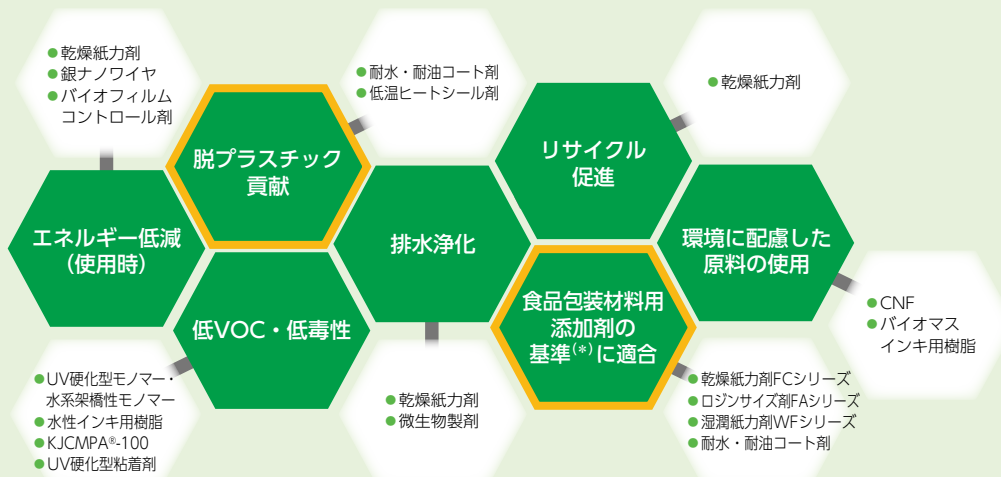 ● 乾燥紙力剤
● 銀ナノワイヤ
● バイオフィルム
コントロール剤
● 耐水・耐油コート剤
● 低温ヒートシール剤
● 乾燥紙力剤
脱プラスチック
貢献
リサイクル
促進
エネルギー低減
（使用時）
排水浄化
環境に配慮した
原料の使用
低VOC・低毒性
食品包装材料用
添加剤の
基準(*)に適合
● CNF
● バイオマス
インキ用樹脂
● UV硬化型モノマー・
水系架橋性モノマー
● 水性インキ用樹脂
● KJCMPA®-100
● UV硬化型粘着剤
● 乾燥紙力剤
● 微生物製剤
● 乾燥紙力剤FCシリーズ
● ロジンサイズ剤FAシリーズ
● 湿潤紙力剤WFシリーズ
● 耐水・耐油コート剤